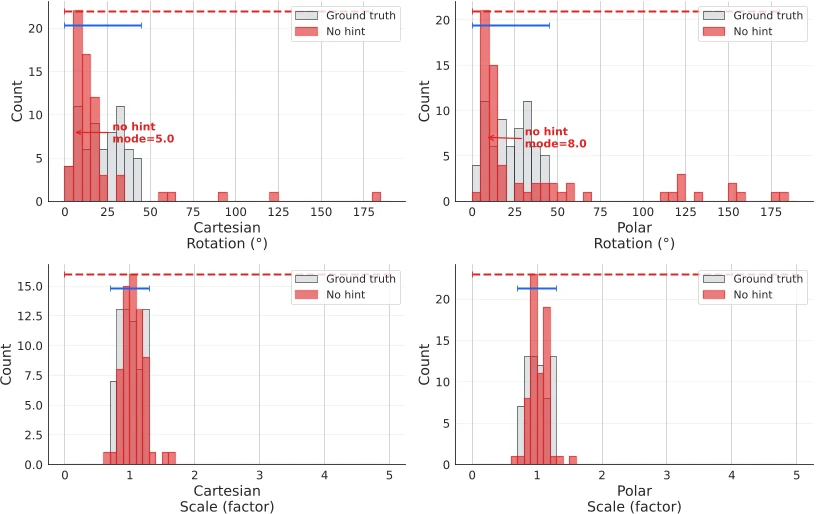 Ground truth
No hint
20
15
10
5
0
Count
no hint
mode=5.0
0 25 50 75 100 125 150 175
Cartesian
Rotation (°)
Ground truth
No hint
20
15
10
5
0
Count
no hint
mode=8.0
0 25 50 75 100 125 150 175
Polar
Rotation (°)
Ground truth
No hint
15.0
12.5
10.0
7.5
5.0
2.5
0.0
Count
0 1 2 3 4 5
Cartesian
Scale (factor)
Ground truth
No hint
20
15
10
5
0
Count
0 1 2 3 4 5
Polar
Scale (factor)